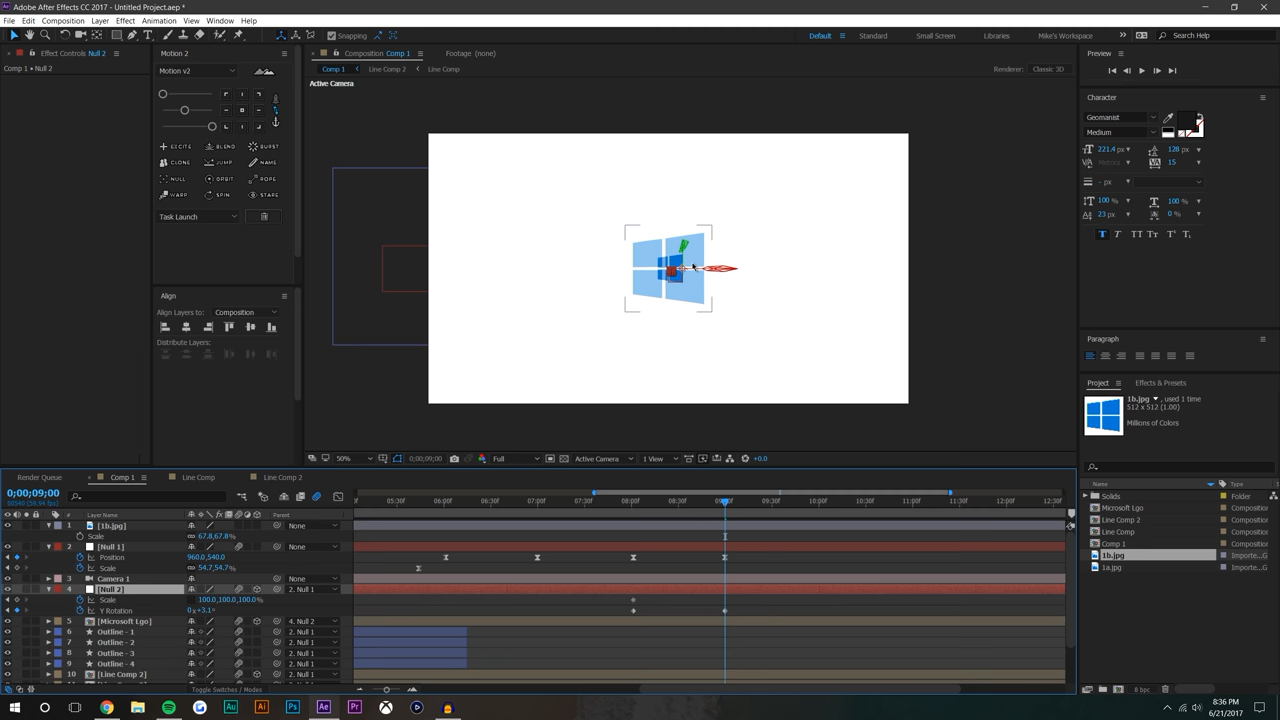 Adobe After Effects CC 2017 - Untitled Project.aep *
File Edit Composition Layer Effect Animation View Window Help
Snapping
Default Standard Small Screen Libraries Mike's Workspace Search Help
Effect Controls Null 2
Comp 1 • Null 2
Motion 2
Motion v2
EXCITE BLEND BURST
CLONE JUMP NAME
NULL ORBIT ROPE
WARP SPIN STARE
Task Launch
Align
Align Layers to: Composition
Distribute Layers:
Composition Comp 1 Footage (none)
Comp 1 Line Comp 2 Line Comp
Renderer: Classic 3D
Active Camera
50% 0;00;09;00 Full Active Camera 1 View +0.0
Preview
Character
Geomanist
Medium
221.4 px 128 px
Metrics 15
- px
100 % 100 %
23 px 0 %
Paragraph
Project Effects & Presets
1b.jpg , used 1 time
512 x 512 (1.00)
Millions of Colors
Name Type
Solids Folder
Microsoft Lgo Composition
Line Comp 2 Composition
Line Comp Composition
Comp 1 Composition
1b.jpg Importe...
1a.jpg Importe...
8 bpc
Render Queue Comp 1 Line Comp Line Comp 2
0;00;09;00
00540 (59.94 fps)
# Layer Name Parent
05:30f 06:00f 06:30f 07:00f 07:30f 08:00f 08:30f 09:30f 10:00f 10:30f 11:00f 11:30f 12:00f 12:30f
1 [1b.jpg] None
Scale 67.8,67.8%
2 [Null 1] None
Position 960.0,540.0
Scale 54.7,54.7%
3 Camera 1 None
4 [Null 2] 2. Null 1
Scale 100.0,100.0,100.0%
Y Rotation 0x+3.1°
5 [Microsoft Lgo] 4. Null 2
6 Outline - 1 2. Null 1
7 Outline - 2 2. Null 1
8 Outline - 3 2. Null 1
9 Outline - 4 2. Null 1
10 [Line Comp 2] 2. Null 1
Toggle Switches / Modes
8:36 PM
6/21/2017